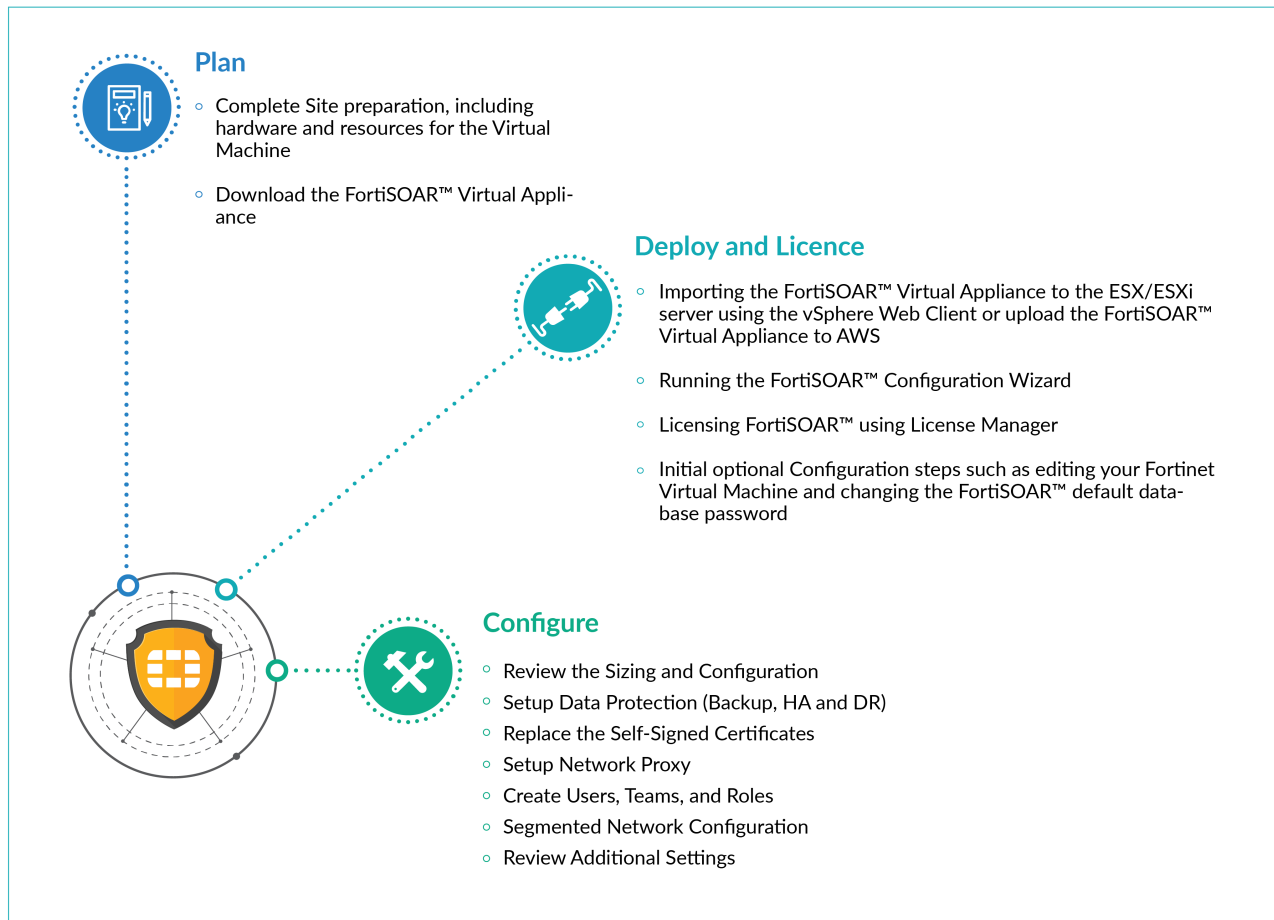 Plan
Complete Site preparation, including
hardware and resources for the Virtual
Machine
Download the FortiSOAR™ Virtual Appli-
ance
Deploy and Licence
Importing the FortiSOAR™ Virtual Appliance to the ESX/ESXi
server using the vSphere Web Client or upload the FortiSOAR™
Virtual Appliance to AWS
Running the FortiSOAR™ Configuration Wizard
Licensing FortiSOAR™ using License Manager
Initial optional Configuration steps such as editing your Fortinet
Virtual Machine and changing the FortiSOAR™ default data-
base password
Configure
Review the Sizing and Configuration
Setup Data Protection (Backup, HA and DR)
Replace the Self-Signed Certificates
Setup Network Proxy
Create Users, Teams, and Roles
Segmented Network Configuration
Review Additional Settings